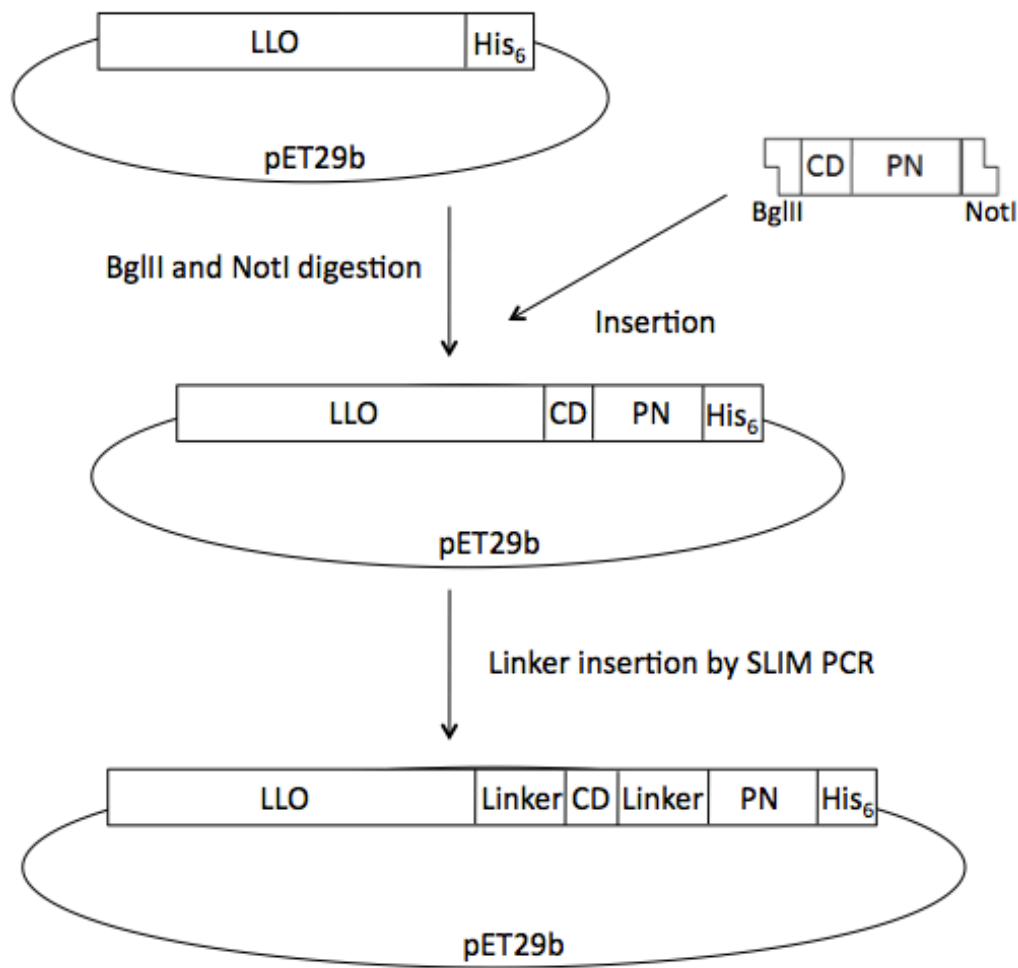 LLO His₆
pET29b
CD PN
BglII NotI
BglII and NotI digestion
Insertion
LLO CD PN His₆
pET29b
Linker insertion by SLIM PCR
LLO Linker CD Linker PN His₆
pET29b